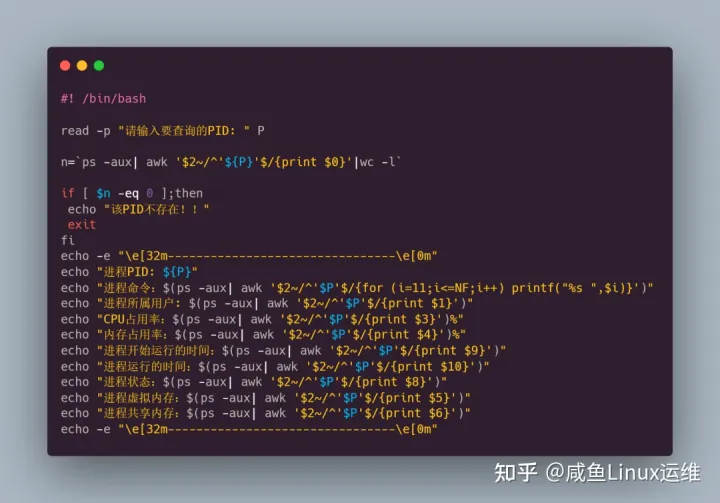 #! /bin/bash
read -p "请输入要查询的PID: " P
n=`ps -aux| awk '$2~/^'${P}'$/{print $0}'|wc -l`
if [ $n -eq 0 ];then
echo "该PID不存在！！"
exit
fi
echo -e "\e[32m--------------------------------\e[0m"
echo "进程PID: ${P}"
echo "进程命令：$(ps -aux| awk '$2~/^'$P'$/{for (i=11;i<=NF;i++) printf("%s ",$i)}')"
echo "进程所属用户: $(ps -aux| awk '$2~/^'$P'$/{print $1}')"
echo "CPU占用率：$(ps -aux| awk '$2~/^'$P'$/{print $3}')%"
echo "内存占用率：$(ps -aux| awk '$2~/^'$P'$/{print $4}')%"
echo "进程开始运行的时间：$(ps -aux| awk '$2~/^'$P'$/{print $9}')"
echo "进程运行的时间：$(ps -aux| awk '$2~/^'$P'$/{print $10}')"
echo "进程状态：$(ps -aux| awk '$2~/^'$P'$/{print $8}')"
echo "进程虚拟内存：$(ps -aux| awk '$2~/^'$P'$/{print $5}')"
echo "进程共享内存：$(ps -aux| awk '$2~/^'$P'$/{print $6}')"
echo -e "\e[32m--------------------------------\e[0m"
知乎 @咸鱼Linux运维